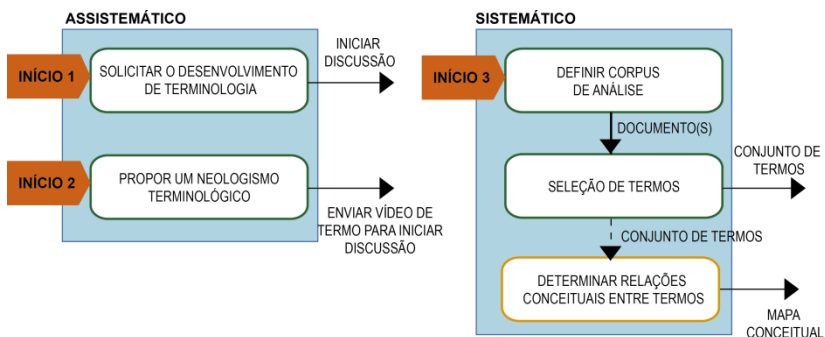 ASSISTEMÁTICO
INÍCIO 1
SOLICITAR O DESENVOLVIMENTO
DE TERMINOLOGIA
INICIAR
DISCUSSÃO
INÍCIO 2
PROPOR UM NEOLOGISMO
TERMINOLÓGICO
ENVIAR VÍDEO DE
TERMO PARA INICIAR
DISCUSSÃO
SISTEMÁTICO
INÍCIO 3
DEFINIR CORPUS
DE ANÁLISE
DOCUMENTO(S)
SELEÇÃO DE TERMOS
CONJUNTO DE
TERMOS
CONJUNTO DE TERMOS
DETERMINAR RELAÇÕES
CONCEITUAIS ENTRE TERMOS
MAPA
CONCEITUAL